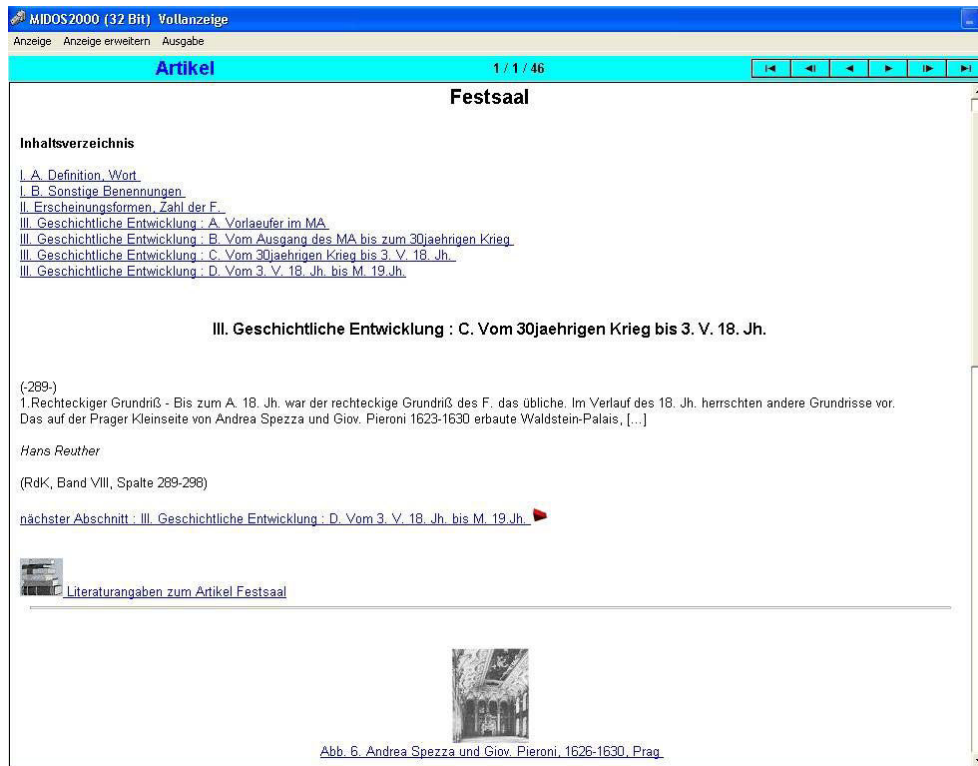 MIDOS2000 (32 Bit) Vollanzeige
Anzeige Anzeige erweitern Ausgabe
Artikel 1 / 1 / 46
Festsaal
Inhaltsverzeichnis
I. A. Definition, Wort
I. B. Sonstige Benennungen
II. Erscheinungsformen, Zahl der F.
III. Geschichtliche Entwicklung : A. Vorlaeufer im MA
III. Geschichtliche Entwicklung : B. Vom Ausgang des MA bis zum 30jaehrigen Krieg
III. Geschichtliche Entwicklung : C. Vom 30jaehrigen Krieg bis 3. V. 18. Jh.
III. Geschichtliche Entwicklung : D. Vom 3. V. 18. Jh. bis M. 19.Jh.
III. Geschichtliche Entwicklung : C. Vom 30jaehrigen Krieg bis 3. V. 18. Jh.
(-289-)
1.Rechteckiger Grundriß - Bis zum A. 18. Jh. war der rechteckige Grundriß des F. das übliche. Im Verlauf des 18. Jh. herrschten andere Grundrisse vor.
Das auf der Prager Kleinseite von Andrea Spezza und Giov. Pieroni 1623-1630 erbaute Waldstein-Palais, [...]
Hans Reuther
(RdK, Band VIII, Spalte 289-298)
nächster Abschnitt : III. Geschichtliche Entwicklung : D. Vom 3. V. 18. Jh. bis M. 19.Jh.
Literaturangaben zum Artikel Festsaal
Abb. 6. Andrea Spezza und Giov. Pieroni, 1626-1630, Prag